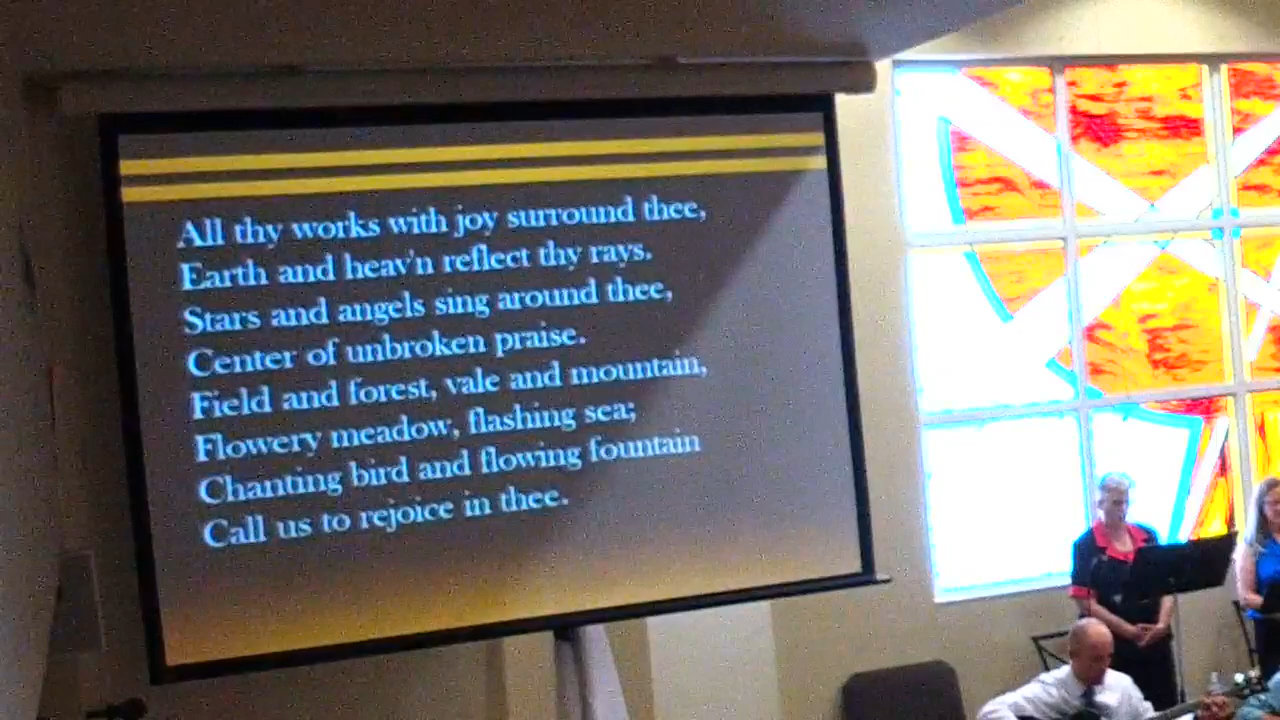 All thy works with joy surround thee,
Earth and heav'n reflect thy rays.
Stars and angels sing around thee,
Center of unbroken praise.
Field and forest, vale and mountain,
Flowery meadow, flashing sea;
Chanting bird and flowing fountain
Call us to rejoice in thee.